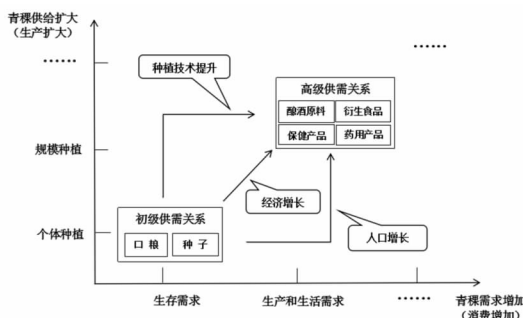 青稞供给扩大
(生产扩大)
……
……
种植技术提升
高级供需关系
酿酒原料 衍生食品
保健产品 药用产品
规模种植
经济增长
初级供需关系
口 粮 种 子
人口增长
个体种植
生存需求 生产和生活需求 …… 青稞需求增加
(消费增加)